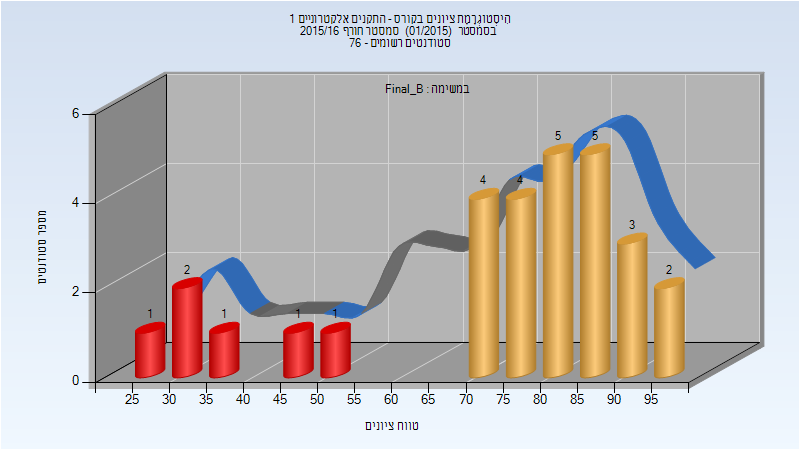 היסטוגרמת ציונים בקורס - התקנים אלקטרוניים 1
בסמסטר (01/2015) סמסטר חורף 2015/16
סטודנטים רשומים - 76
במשימה : Final_B
מספר סטודנטים
6
4
2
0
1
2
1
1
1
4
4
5
5
3
2
25 30 35 40 45 50 55 60 65 70 75 80 85 90 95
טווח ציונים